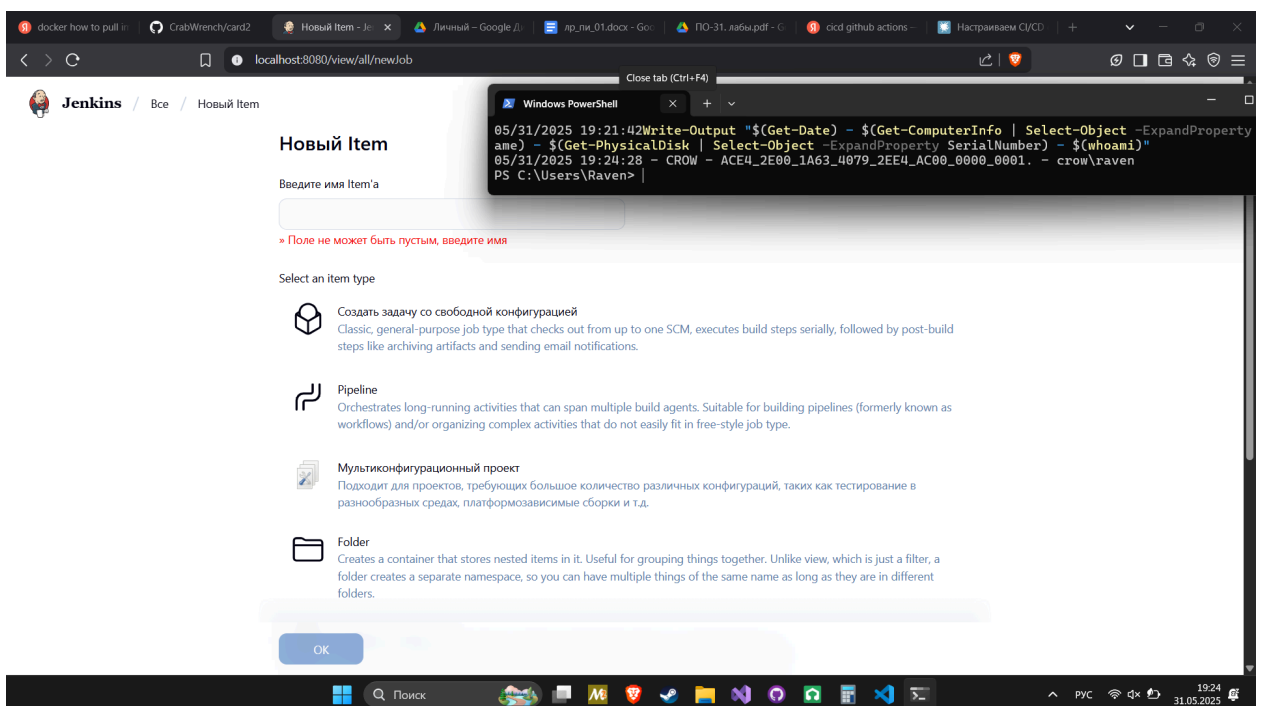 docker how to pull in
CrabWrench/card2
Новый Item - Je
Личный – Google Ди
лр_пи_01.docx - Goo
ПО-31. лабы.pdf - G
cicd github actions –
Настраиваем CI/CD
localhost:8080/view/all/newJob
Close tab (Ctrl+F4)
Jenkins / Все / Новый Item
Windows PowerShell
05/31/2025 19:21:42Write-Output "$(Get-Date) - $(Get-ComputerInfo | Select-Object -ExpandProperty
ame) - $(Get-PhysicalDisk | Select-Object -ExpandProperty SerialNumber) - $(whoami)"
05/31/2025 19:24:28 - CROW - ACE4_2E00_1A63_4079_2EE4_AC00_0000_0001. - crow\raven
PS C:\Users\Raven>
Новый Item
Введите имя Item'а
» Поле не может быть пустым, введите имя
Select an item type
Создать задачу со свободной конфигурацией
Classic, general-purpose job type that checks out from up to one SCM, executes build steps serially, followed by post-build
steps like archiving artifacts and sending email notifications.
Pipeline
Orchestrates long-running activities that can span multiple build agents. Suitable for building pipelines (formerly known as
workflows) and/or organizing complex activities that do not easily fit in free-style job type.
Мультиконфигурационный проект
Подходит для проектов, требующих большое количество различных конфигураций, таких как тестирование в
разнообразных средах, платформозависимые сборки и т.д.
Folder
Creates a container that stores nested items in it. Useful for grouping things together. Unlike view, which is just a filter, a
folder creates a separate namespace, so you can have multiple things of the same name as long as they are in different
folders.
OK
Поиск
РУС
19:24
31.05.2025